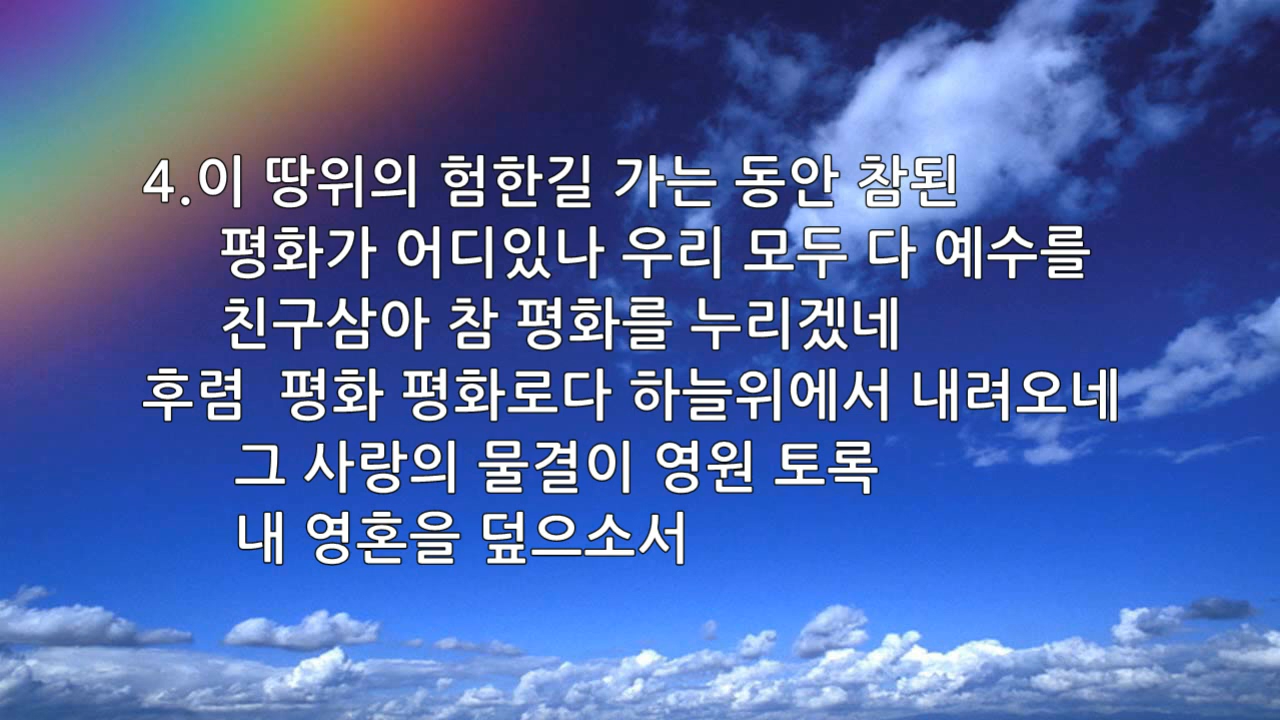 4.이 땅위의 험한길 가는 동안 참된
평화가 어디있나 우리 모두 다 예수를
친구삼아 참 평화를 누리겠네
후렴 평화 평화로다 하늘위에서 내려오네
그 사랑의 물결이 영원 토록
내 영혼을 덮으소서